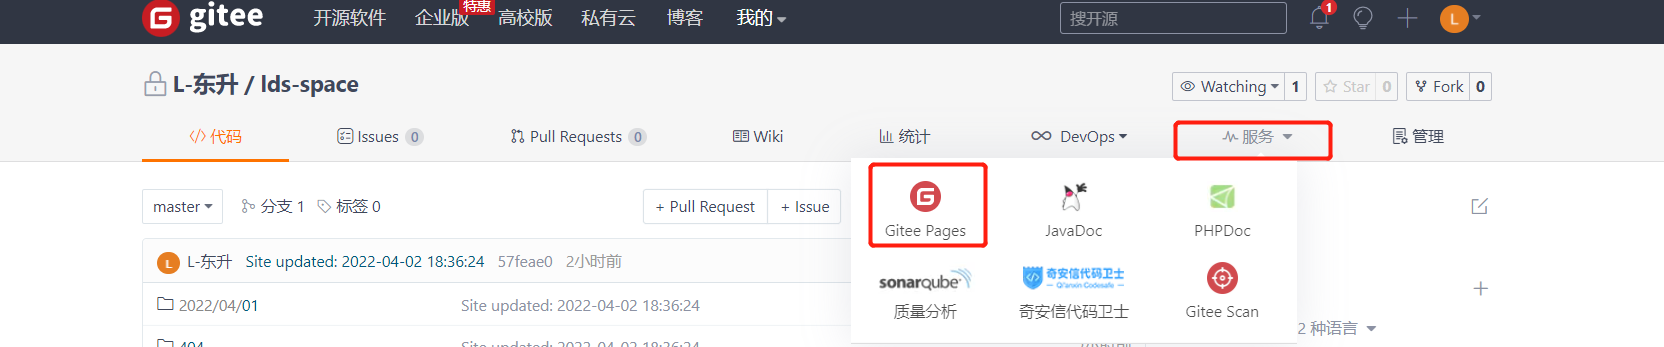 gitee 开源软件 企业版 特惠 高校版 私有云 博客 我的 搜开源 1 L
L-东升 / lds-space Watching 1 Star 0 Fork 0
代码 Issues 0 Pull Requests 0 Wiki 统计 DevOps 服务 管理
master 分支 1 标签 0 + Pull Request + Issue
Gitee Pages JavaDoc PHPDoc
L L-东升 Site updated: 2022-04-02 18:36:24 57feae0 2小时前
sonarqube 奇安信代码卫士 Qi'anxin Codesafe
质量分析 奇安信代码卫士 Gitee Scan
2022/04/01 Site updated: 2022-04-02 18:36:24
2 种语言
404